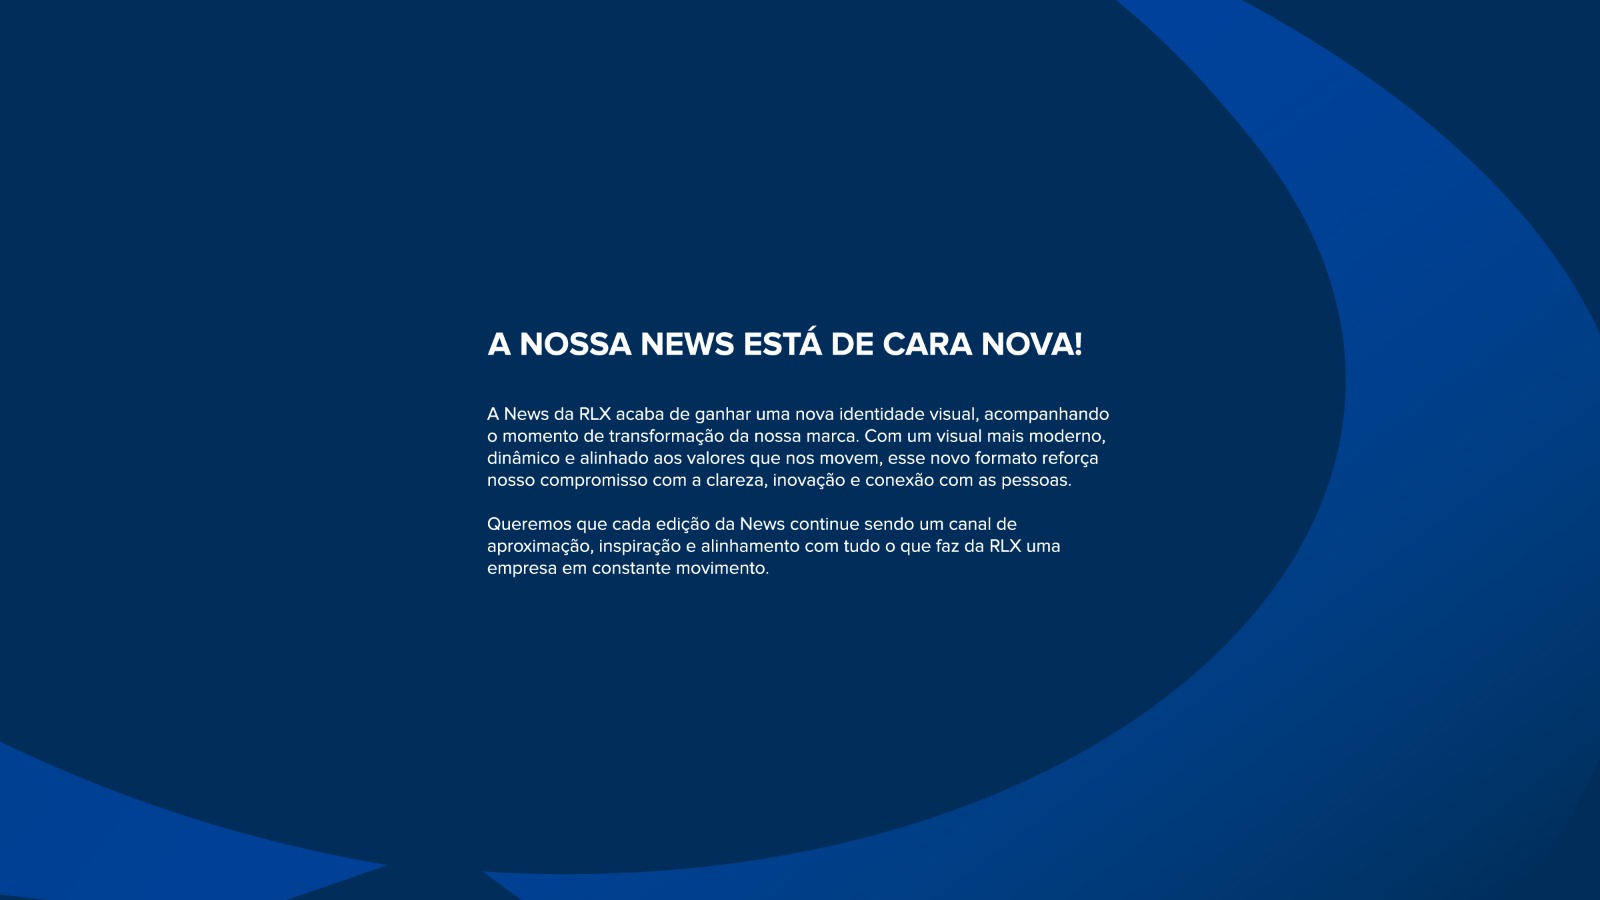 A NOSSA NEWS ESTÁ DE CARA NOVA!
A News da RLX acaba de ganhar uma nova identidade visual, acompanhando
o momento de transformação da nossa marca. Com um visual mais moderno,
dinâmico e alinhado aos valores que nos movem, esse novo formato reforça
nosso compromisso com a clareza, inovação e conexão com as pessoas.
Queremos que cada edição da News continue sendo um canal de
aproximação, inspiração e alinhamento com tudo o que faz da RLX uma
empresa em constante movimento.